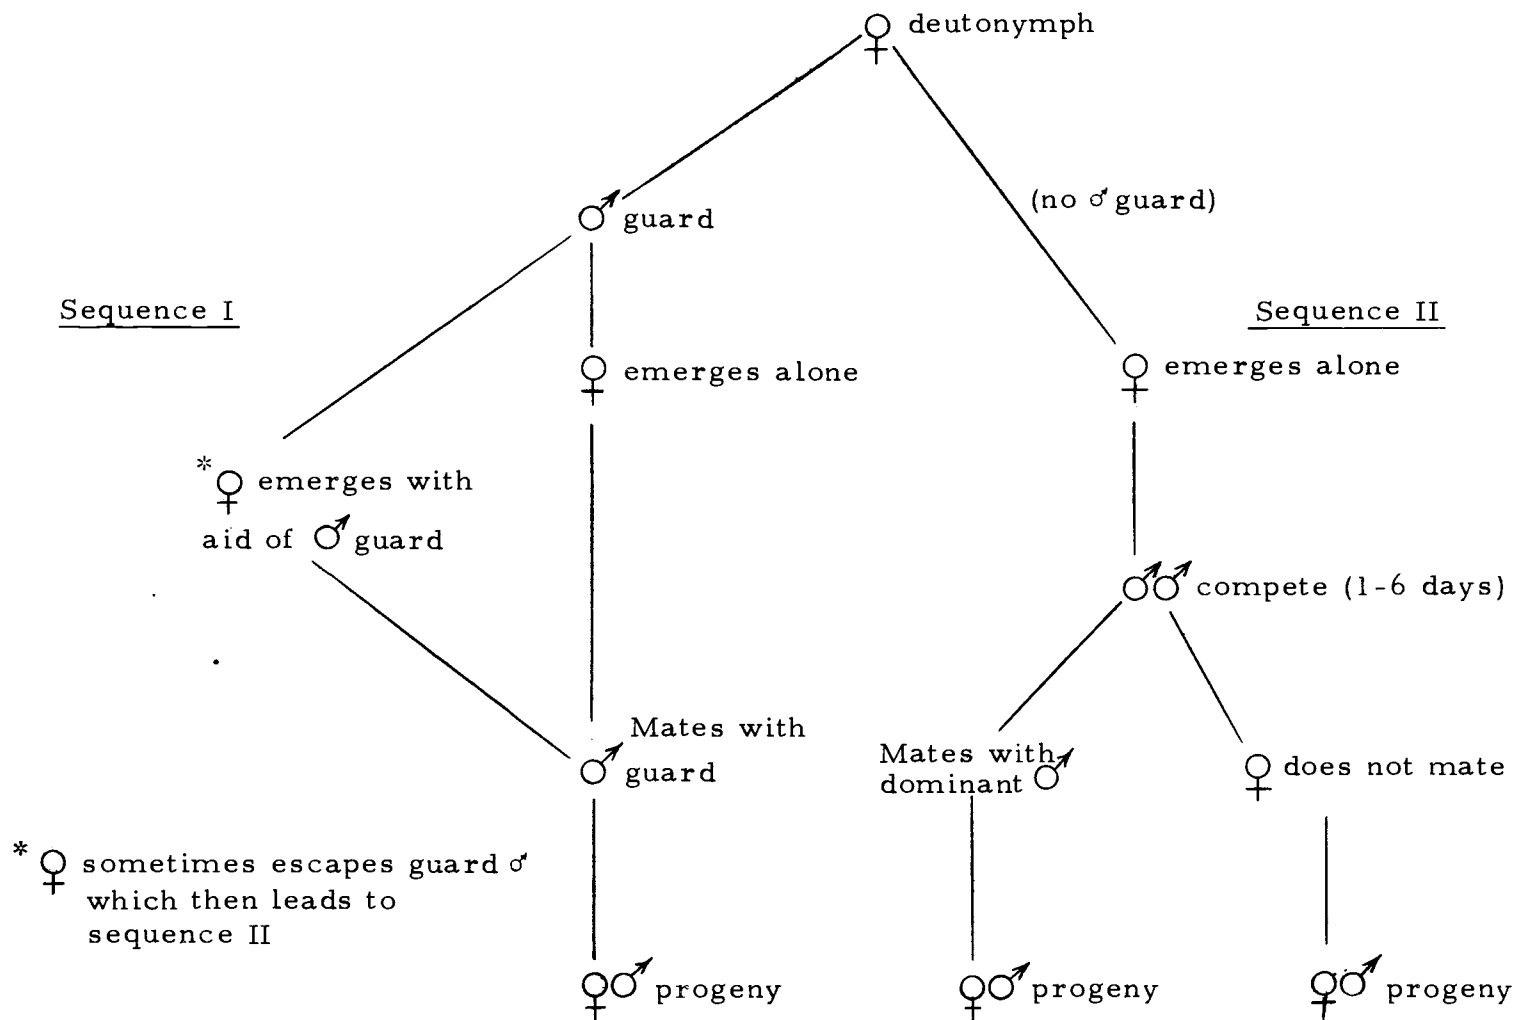 ♀ deutonymph
(no ♂ guard)
♂ guard
Sequence I
Sequence II
♀ emerges alone
♀ emerges alone
*♀ emerges with
aid of ♂ guard
♂♂ compete (1-6 days)
Mates with
♂ guard
Mates with
dominant ♂
♀ does not mate
* ♀ sometimes escapes guard ♂
which then leads to
sequence II
♀♂ progeny
♀♂ progeny
♀♂ progeny